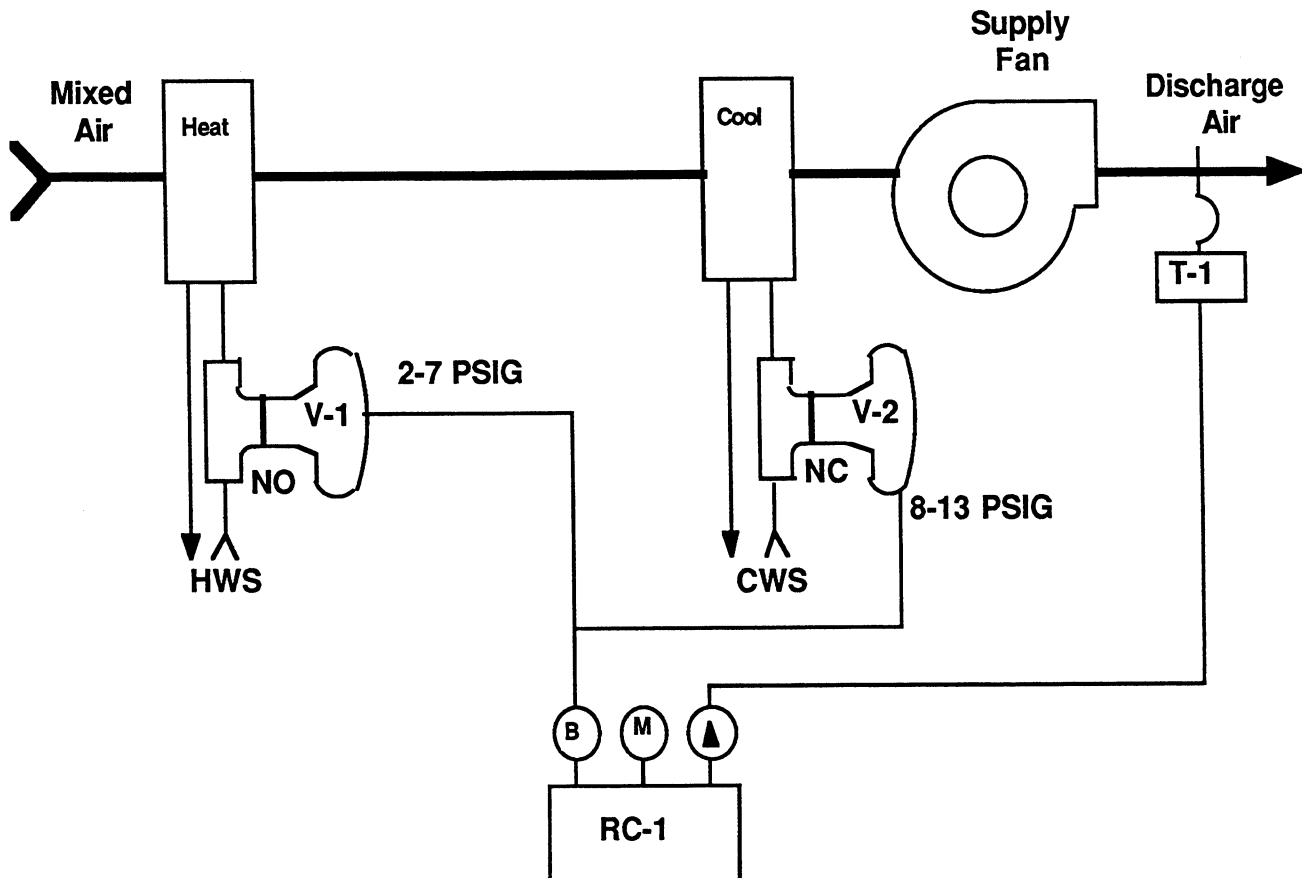 Supply
Fan
Mixed
Air
Discharge
Air
Heat
Cool
T-1
2-7 PSIG
V-1
V-2
NO
NC
8-13 PSIG
HWS
CWS
B
M
RC-1